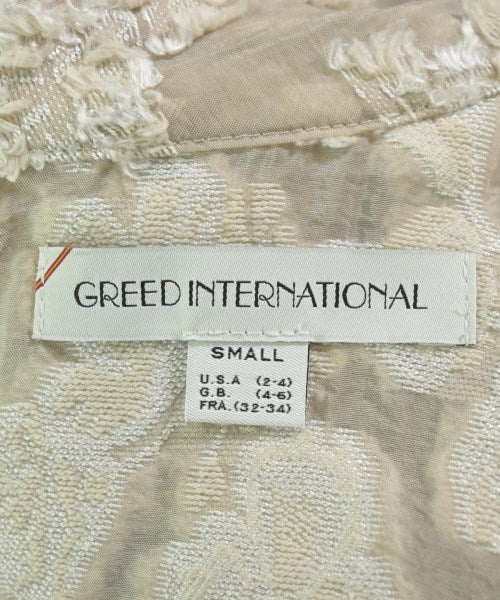 GREED INTERNATIONAL
SMALL
U.S.A (2-4)
G.B. (4-6)
FRA.(32-34)